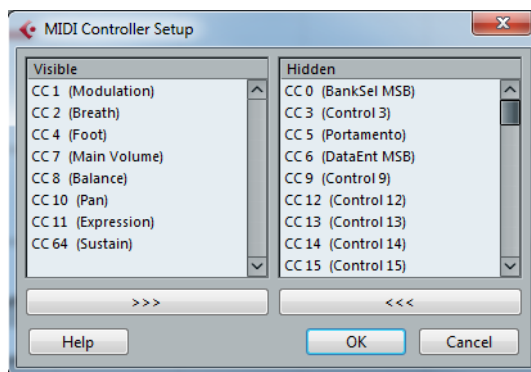 MIDI Controller Setup
Visible
CC 1 (Modulation)
CC 2 (Breath)
CC 4 (Foot)
CC 7 (Main Volume)
CC 8 (Balance)
CC 10 (Pan)
CC 11 (Expression)
CC 64 (Sustain)
>>>
Hidden
CC 0 (BankSel MSB)
CC 3 (Control 3)
CC 5 (Portamento)
CC 6 (DataEnt MSB)
CC 9 (Control 9)
CC 12 (Control 12)
CC 13 (Control 13)
CC 14 (Control 14)
CC 15 (Control 15)
<<<
Help
OK
Cancel